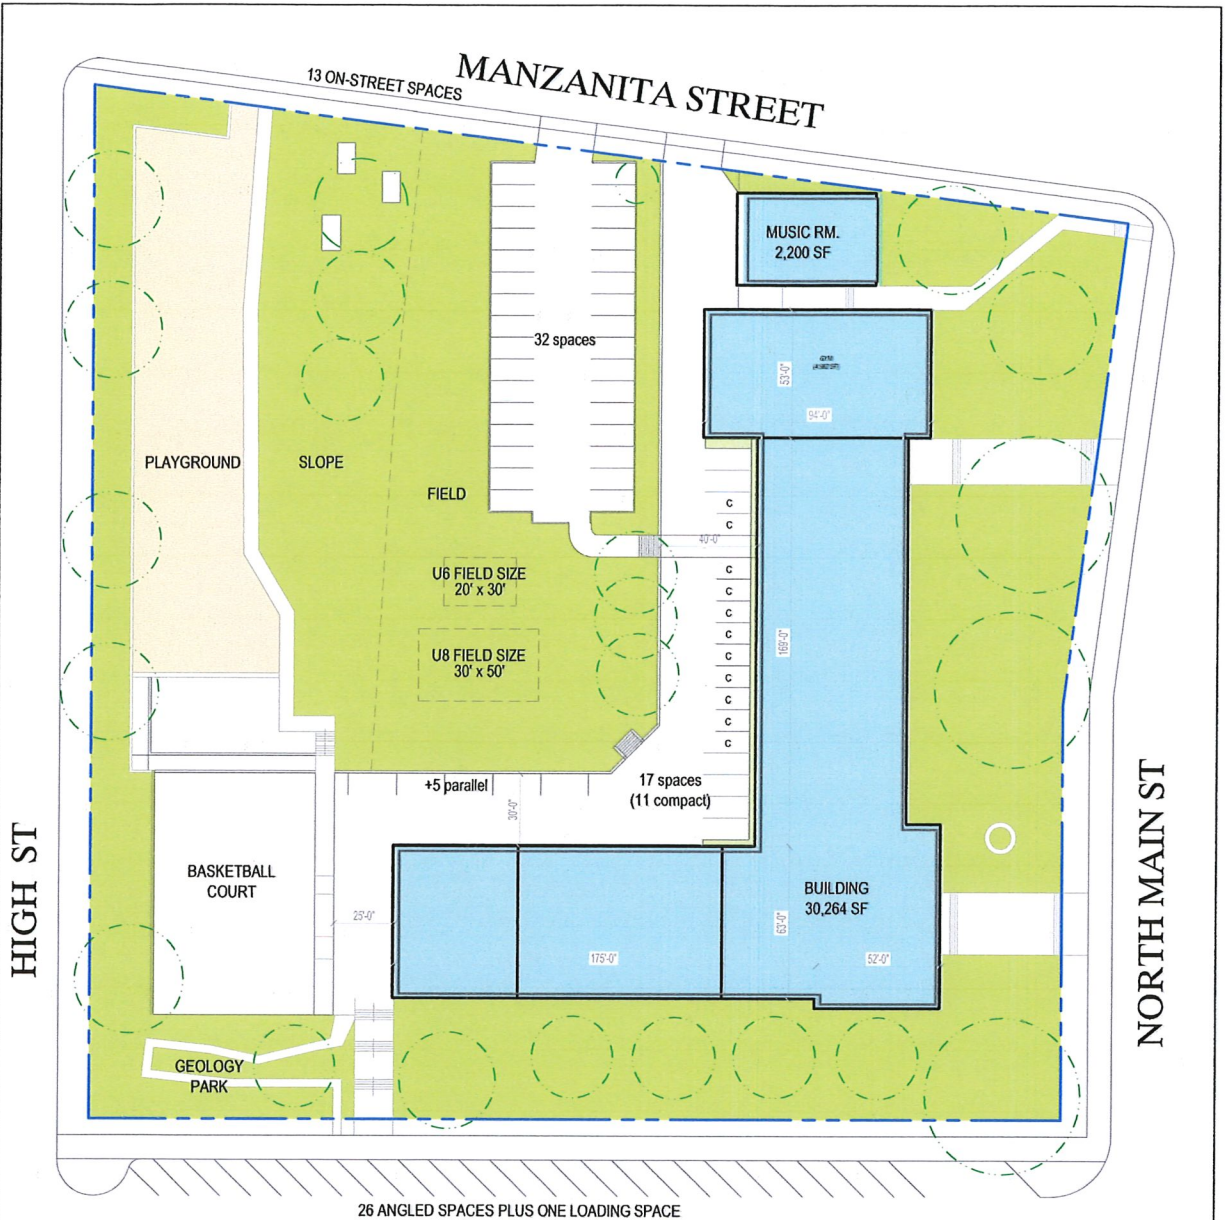 MANZANITA STREET
13 ON-STREET SPACES
MUSIC RM.
2,200 SF
32 spaces
53'-0"
94'-0"
PLAYGROUND
SLOPE
FIELD
C
C
40'-0"
U6 FIELD SIZE
20' x 30'
C
C
C
C
C
C
C
C
C
169'-0"
U8 FIELD SIZE
30' x 50'
+5 parallel
17 spaces
(11 compact)
30'-0"
HIGH ST
NORTH MAIN ST
BASKETBALL
COURT
BUILDING
30,264 SF
25'-0"
63'-0"
175'-0"
52'-0"
GEOLOGY
PARK
26 ANGLED SPACES PLUS ONE LOADING SPACE